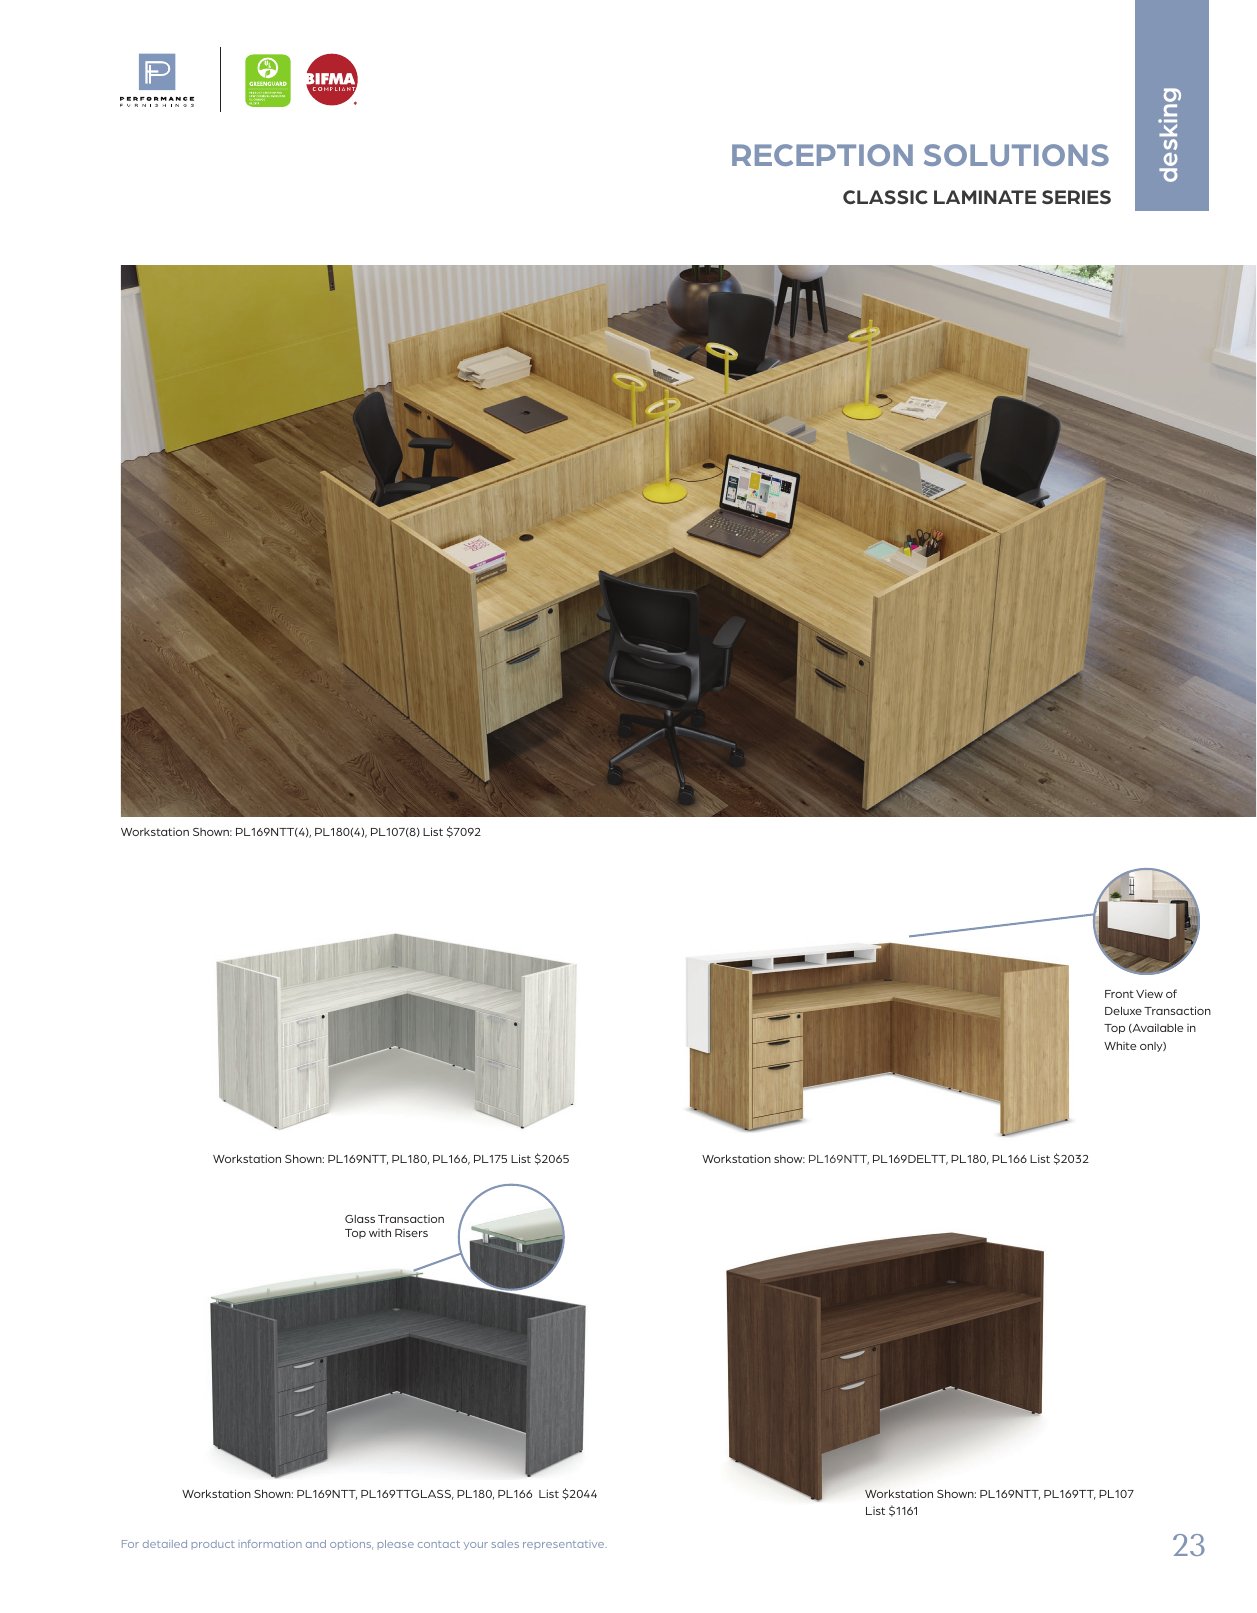 PERFORMANCE
FURNISHINGS
GREENGUARD
BIFMA
COMPLIANT
desking
RECEPTION SOLUTIONS
CLASSIC LAMINATE SERIES
Workstation Shown: PL169NTT(4), PL180(4), PL107(8) List $7092
Front View of
Deluxe Transaction
Top (Available in
White only)
Workstation Shown: PL169NTT, PL180, PL166, PL175 List $2065
Workstation show: PL169NTT, PL169DELTT, PL180, PL166 List $2032
Glass Transaction
Top with Risers
Workstation Shown: PL169NTT, PL169TTGLASS, PL180, PL166 List $2044
Workstation Shown: PL169NTT, PL169TT, PL107
List $1161
For detailed product information and options, please contact your sales representative.
23